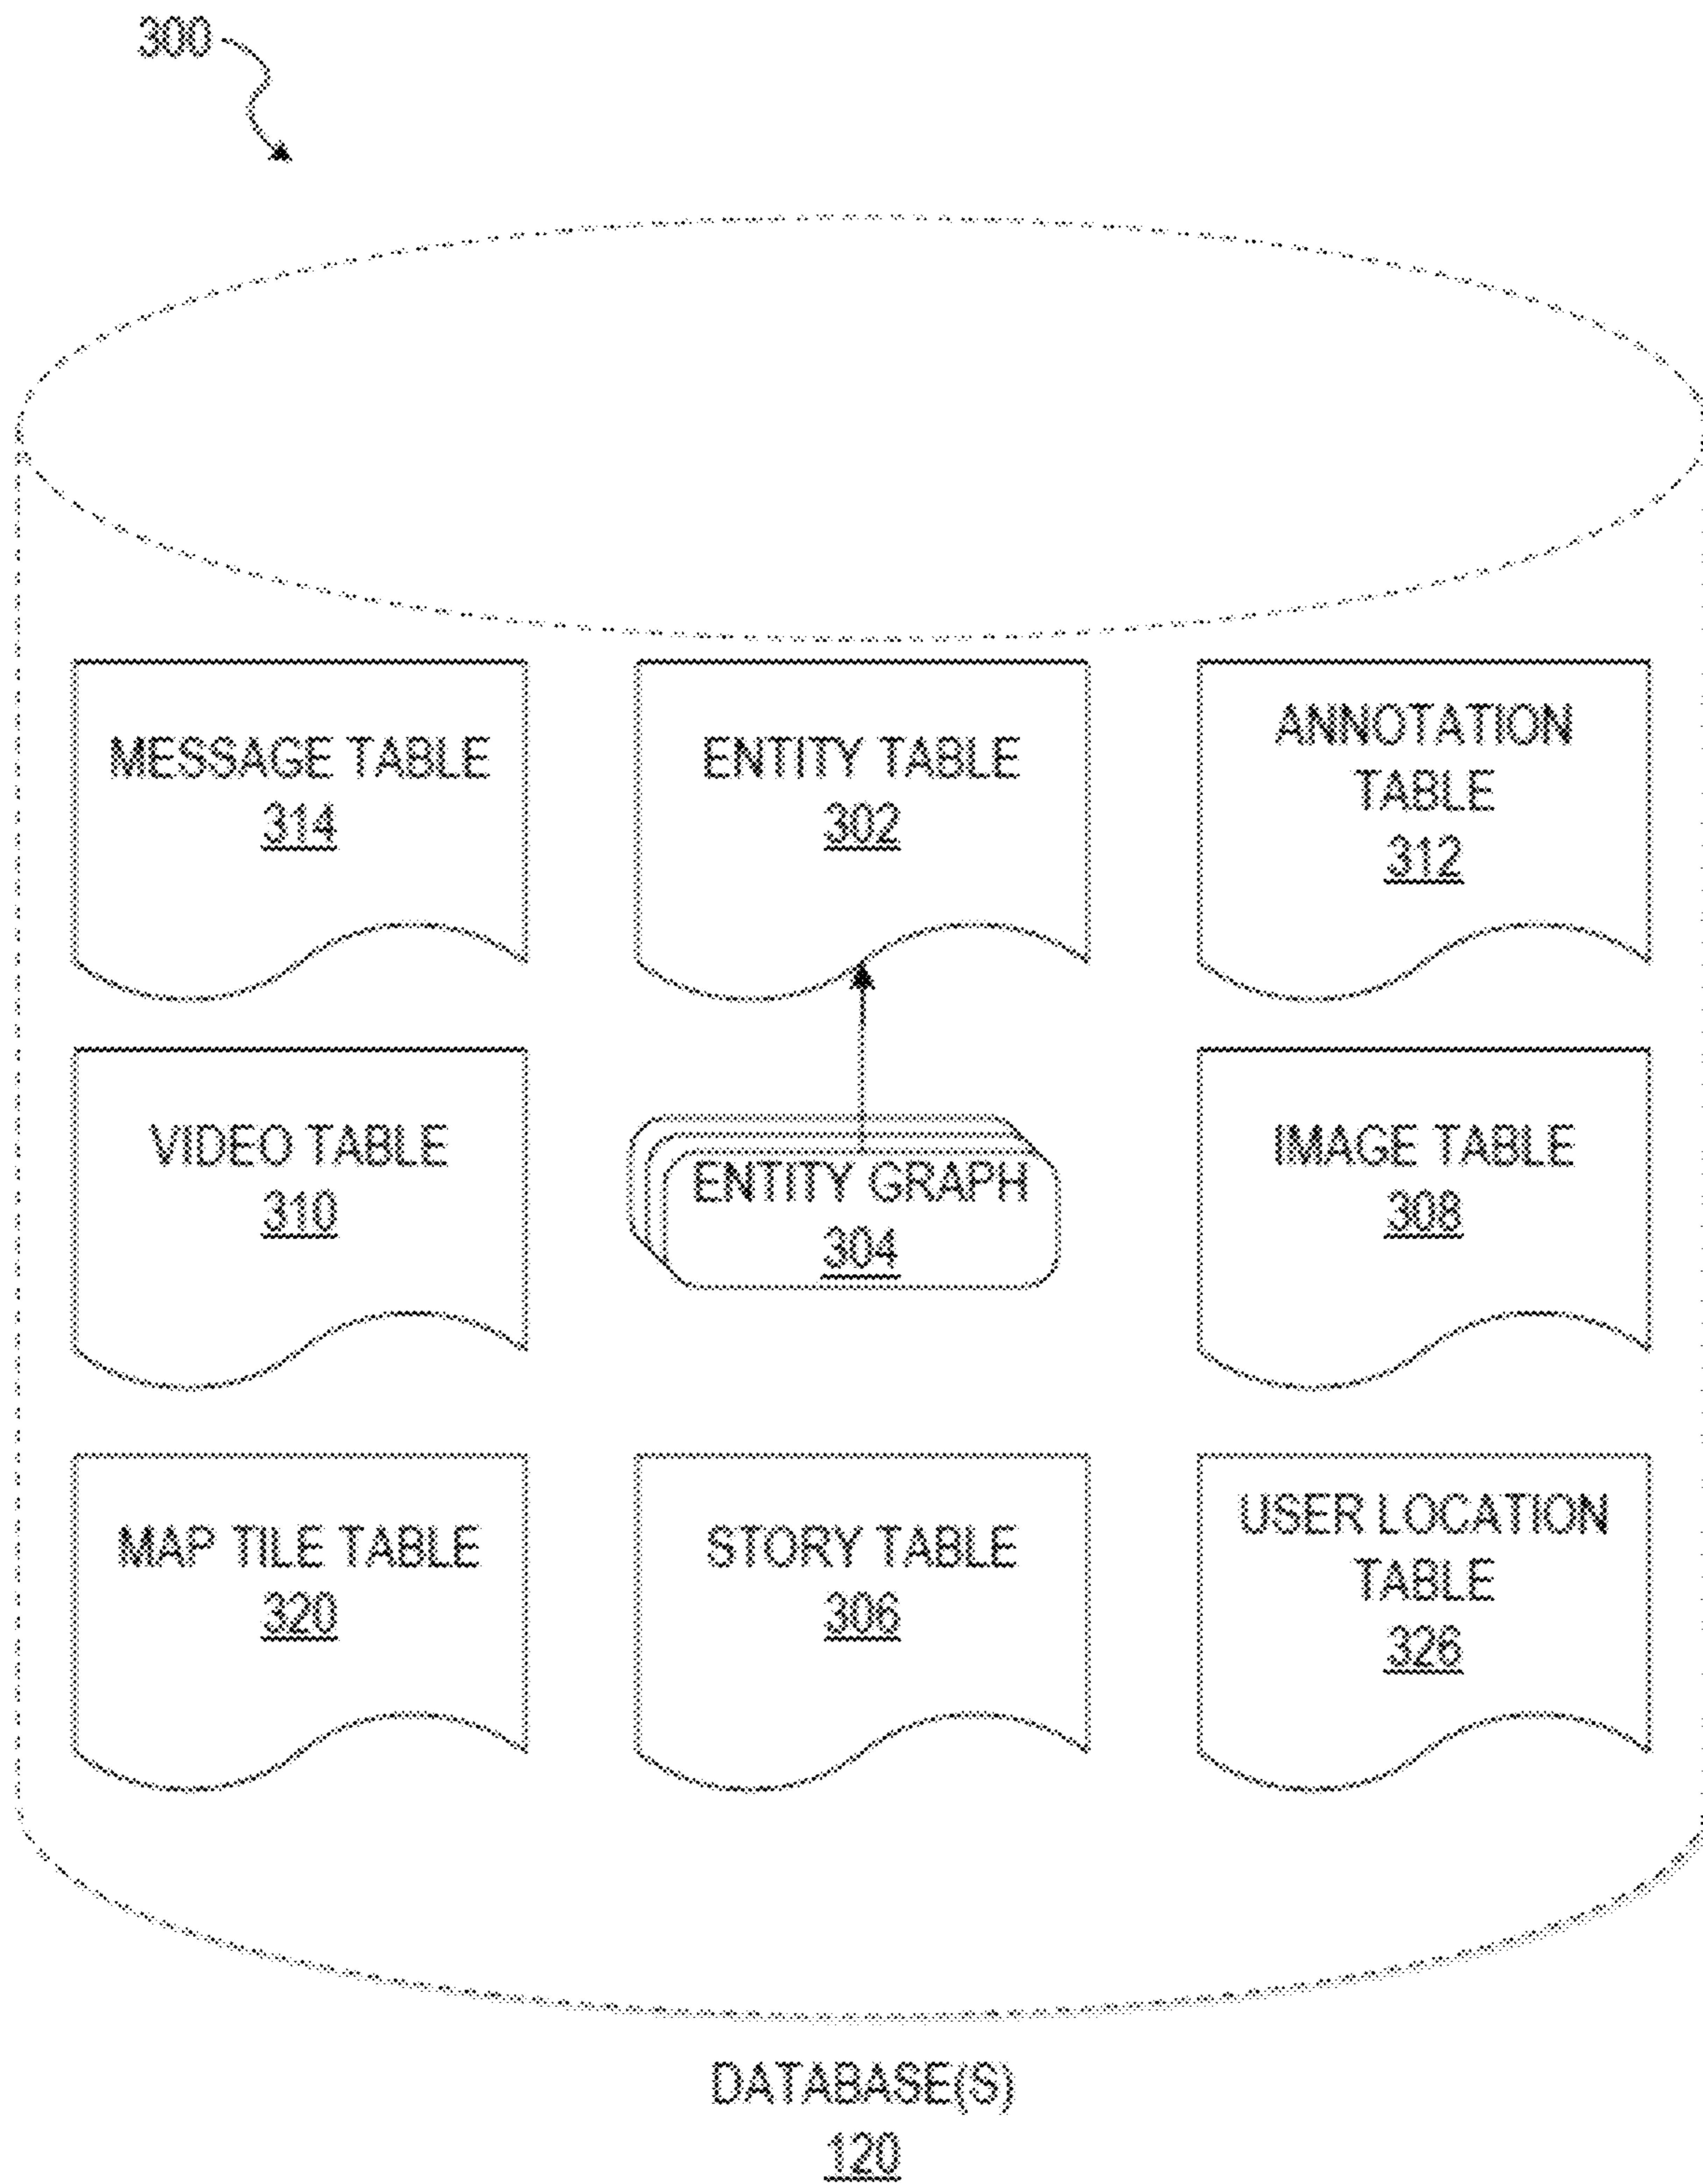 300
MESSAGE TABLE
314
ENTITY TABLE
302
ANNOTATION
TABLE
312
VIDEO TABLE
310
ENTITY GRAPH
304
IMAGE TABLE
308
MAP TILE TABLE
320
STORY TABLE
306
USER LOCATION
TABLE
326
DATABASE(S)
120